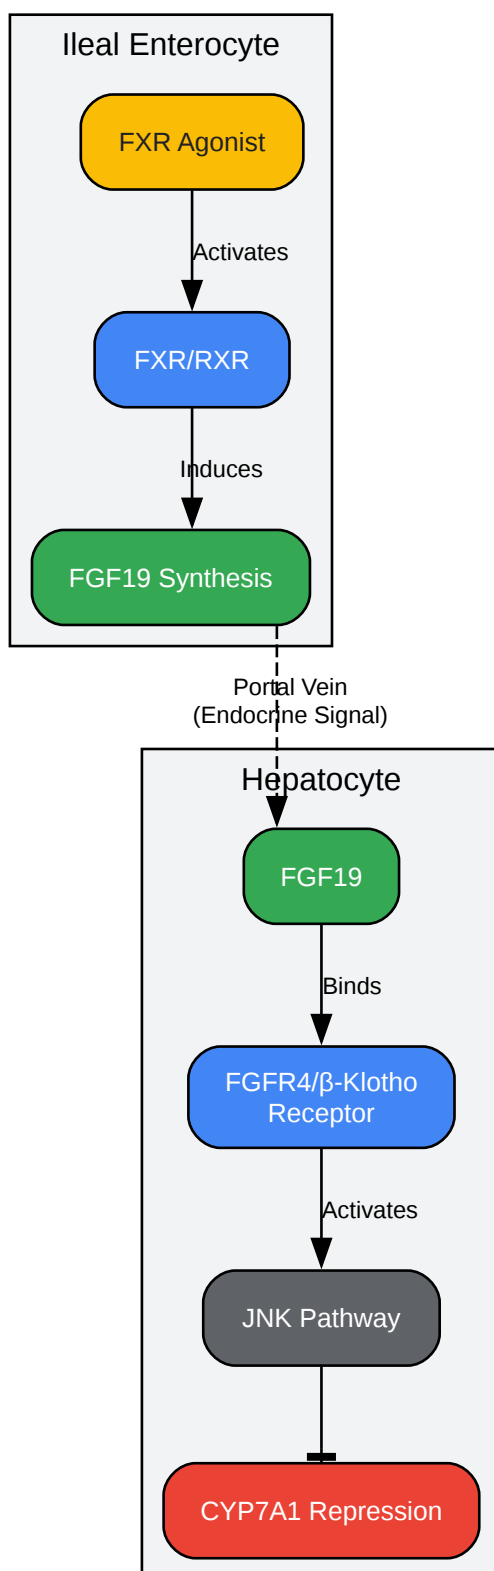 Ileal Enterocyte
FXR Agonist
Activates
FXR/RXR
Induces
FGF19 Synthesis
Portal Vein
(Endocrine Signal)
Hepatocyte
FGF19
Binds
FGFR4/β-Klotho
Receptor
Activates
JNK Pathway
CYP7A1 Repression